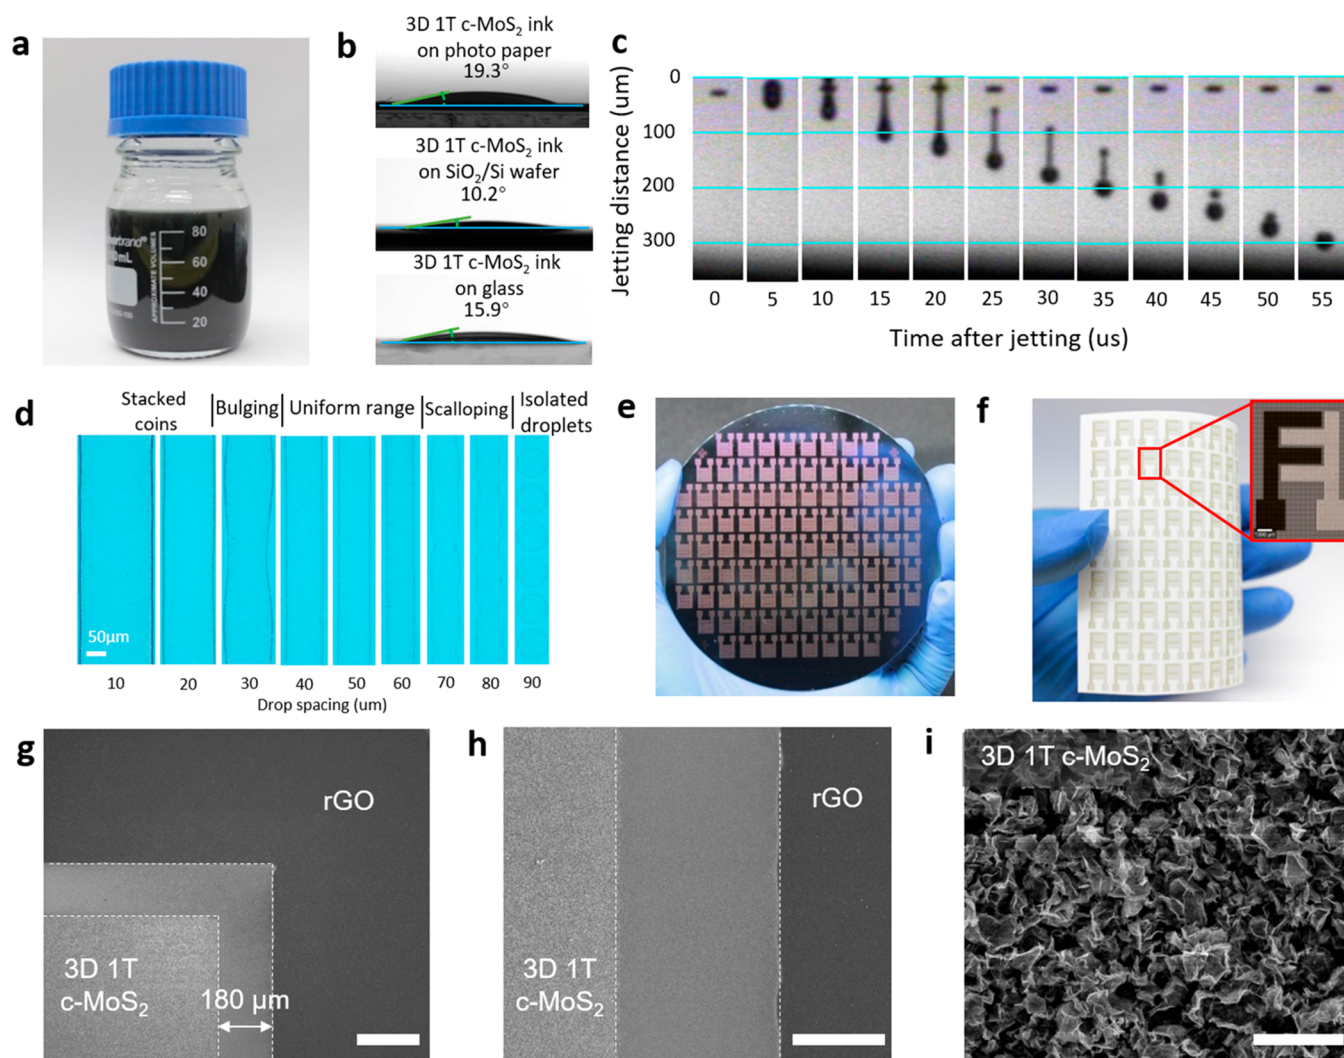 a
b
c
3D 1T c-MoS₂ ink
on photo paper
19.3°
3D 1T c-MoS₂ ink
on SiO₂/Si wafer
10.2°
3D 1T c-MoS₂ ink
on glass
15.9°
80
60
40
20
APPROXIMATE VOLUMES
Jetting distance (um)
0
100
200
300
0 5 10 15 20 25 30 35 40 45 50 55
Time after jetting (us)
d
Stacked
coins
Bulging
Uniform range
Scalloping
Isolated
droplets
50μm
10 20 30 40 50 60 70 80 90
Drop spacing (um)
e
f
g
rGO
3D 1T
c-MoS₂
180 μm
h
rGO
3D 1T
c-MoS₂
i
3D 1T c-MoS₂